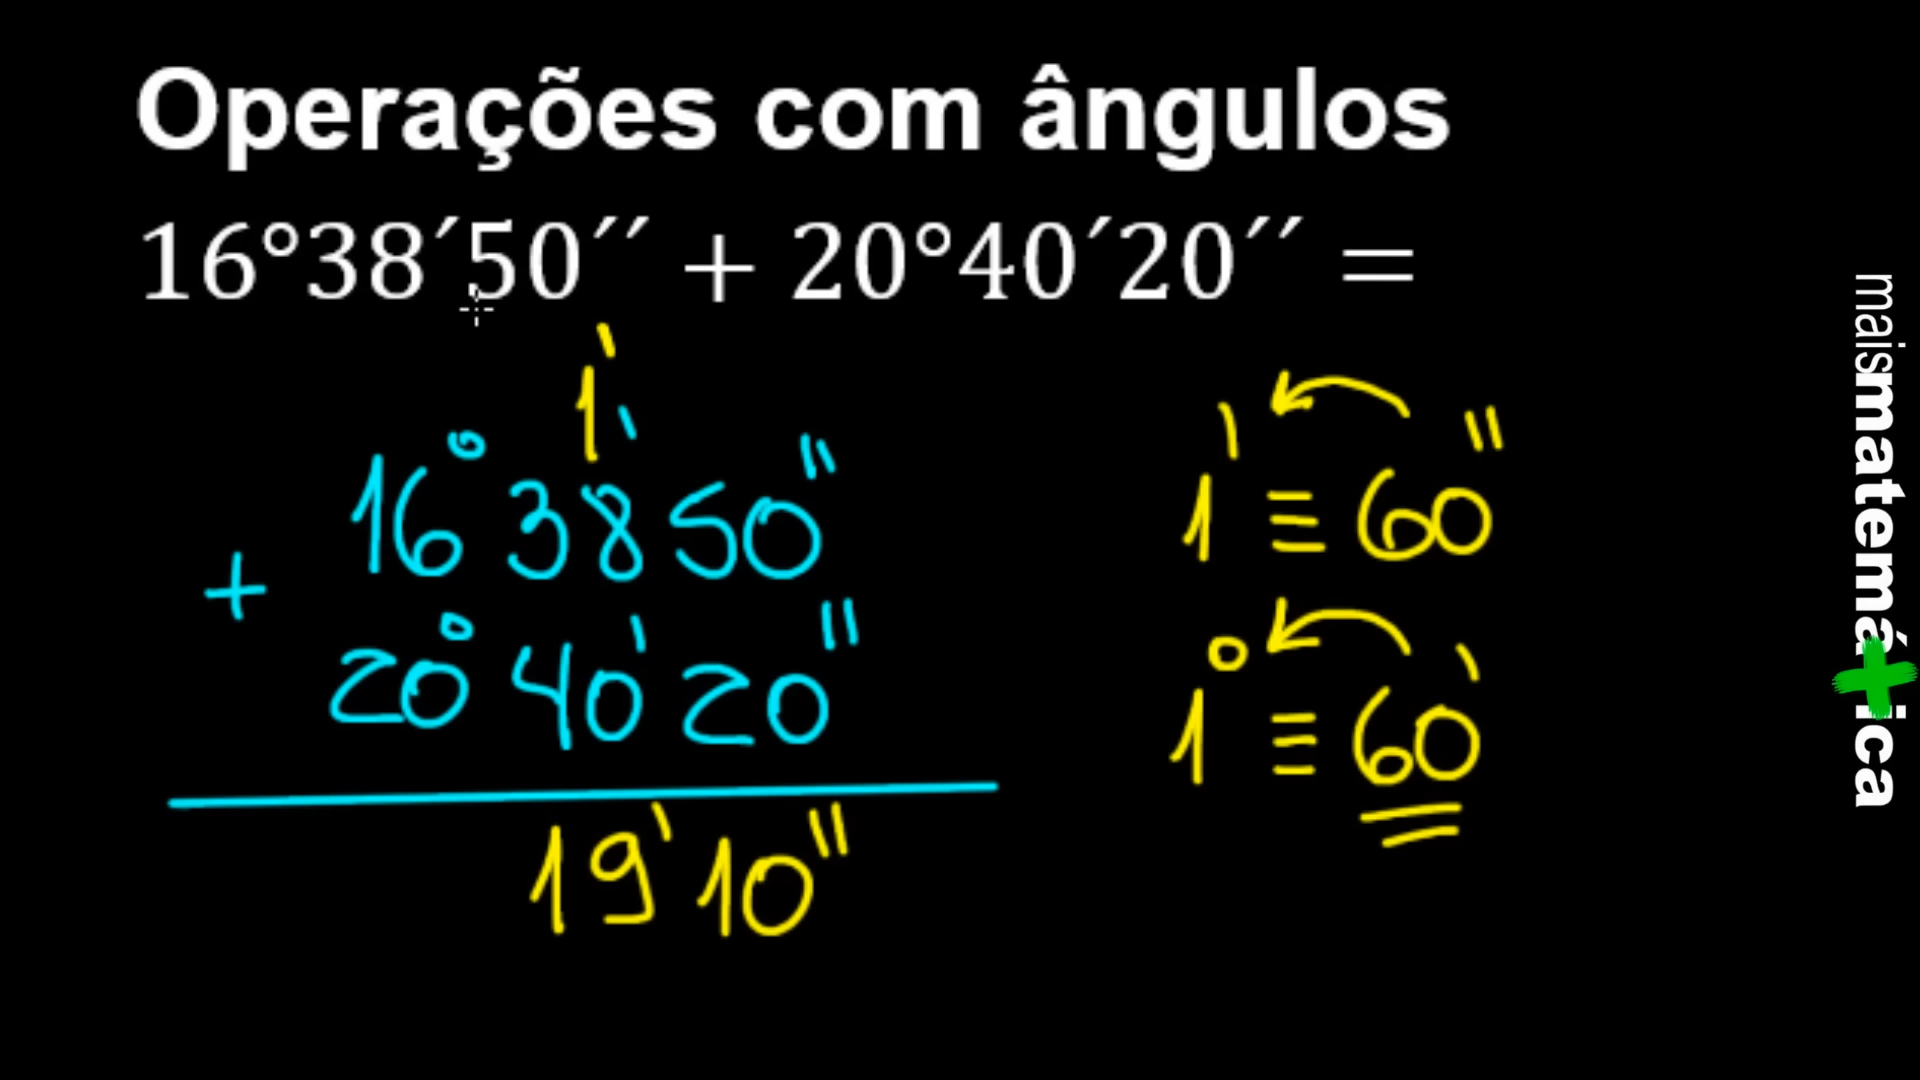 Operações com ângulos
16°38′50′′ + 20°40′20′′ =
1'
16° 38' 50''
+
20° 40' 20''
19' 10''
1' ≡ 60''
1° ≡ 60'
maismatemática